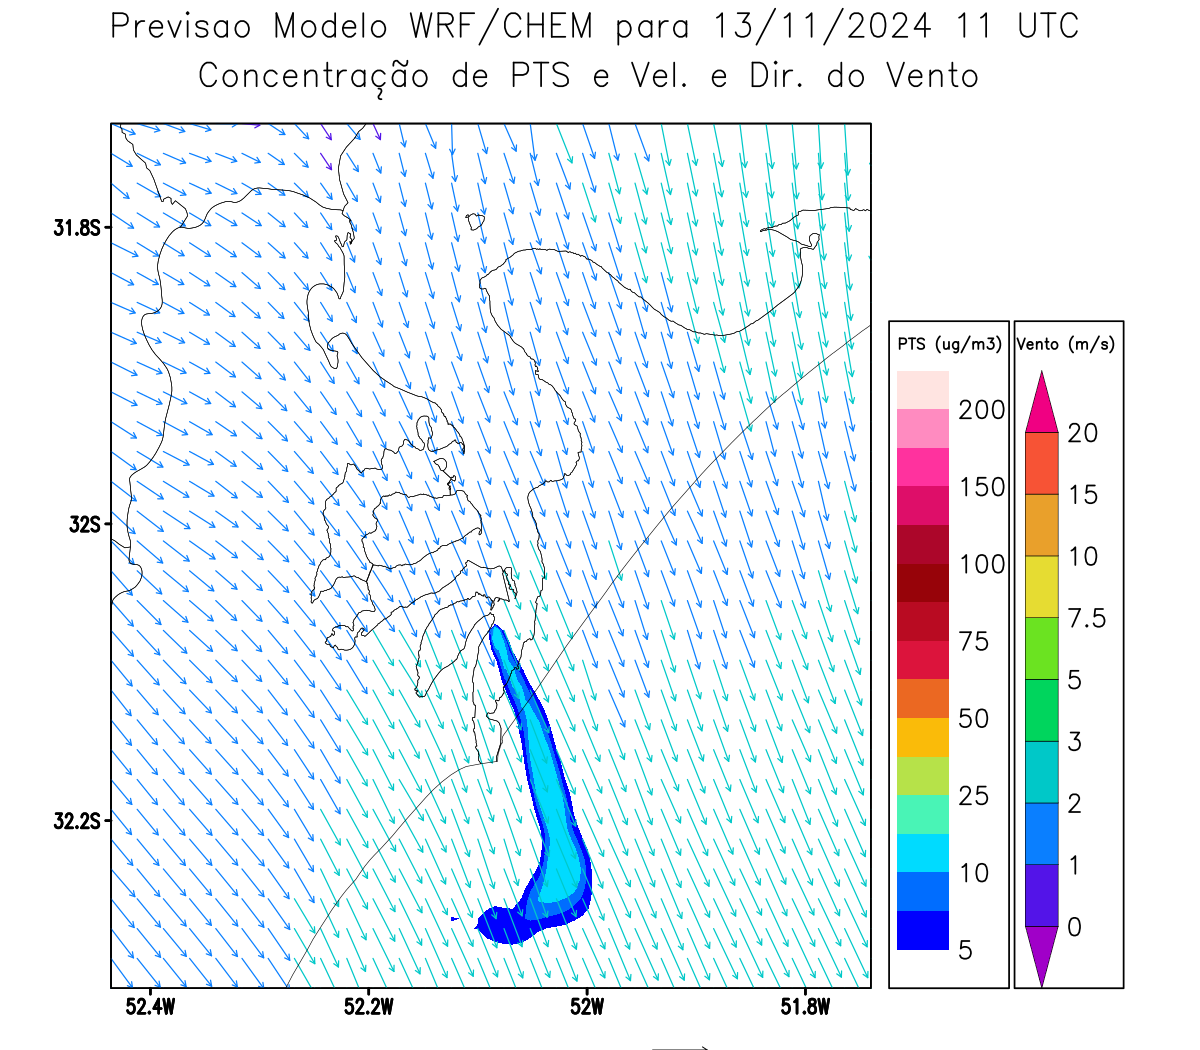 Previsao Modelo WRF/CHEM para 13/11/2024 11 UTC
Concentração de PTS e Vel. e Dir. do Vento
31.8S
32S
32.2S
52.4W 52.2W 52W 51.8W
PTS (ug/m3)
200
150
100
75
50
25
10
5
Vento (m/s)
20
15
10
7.5
5
3
2
1
0